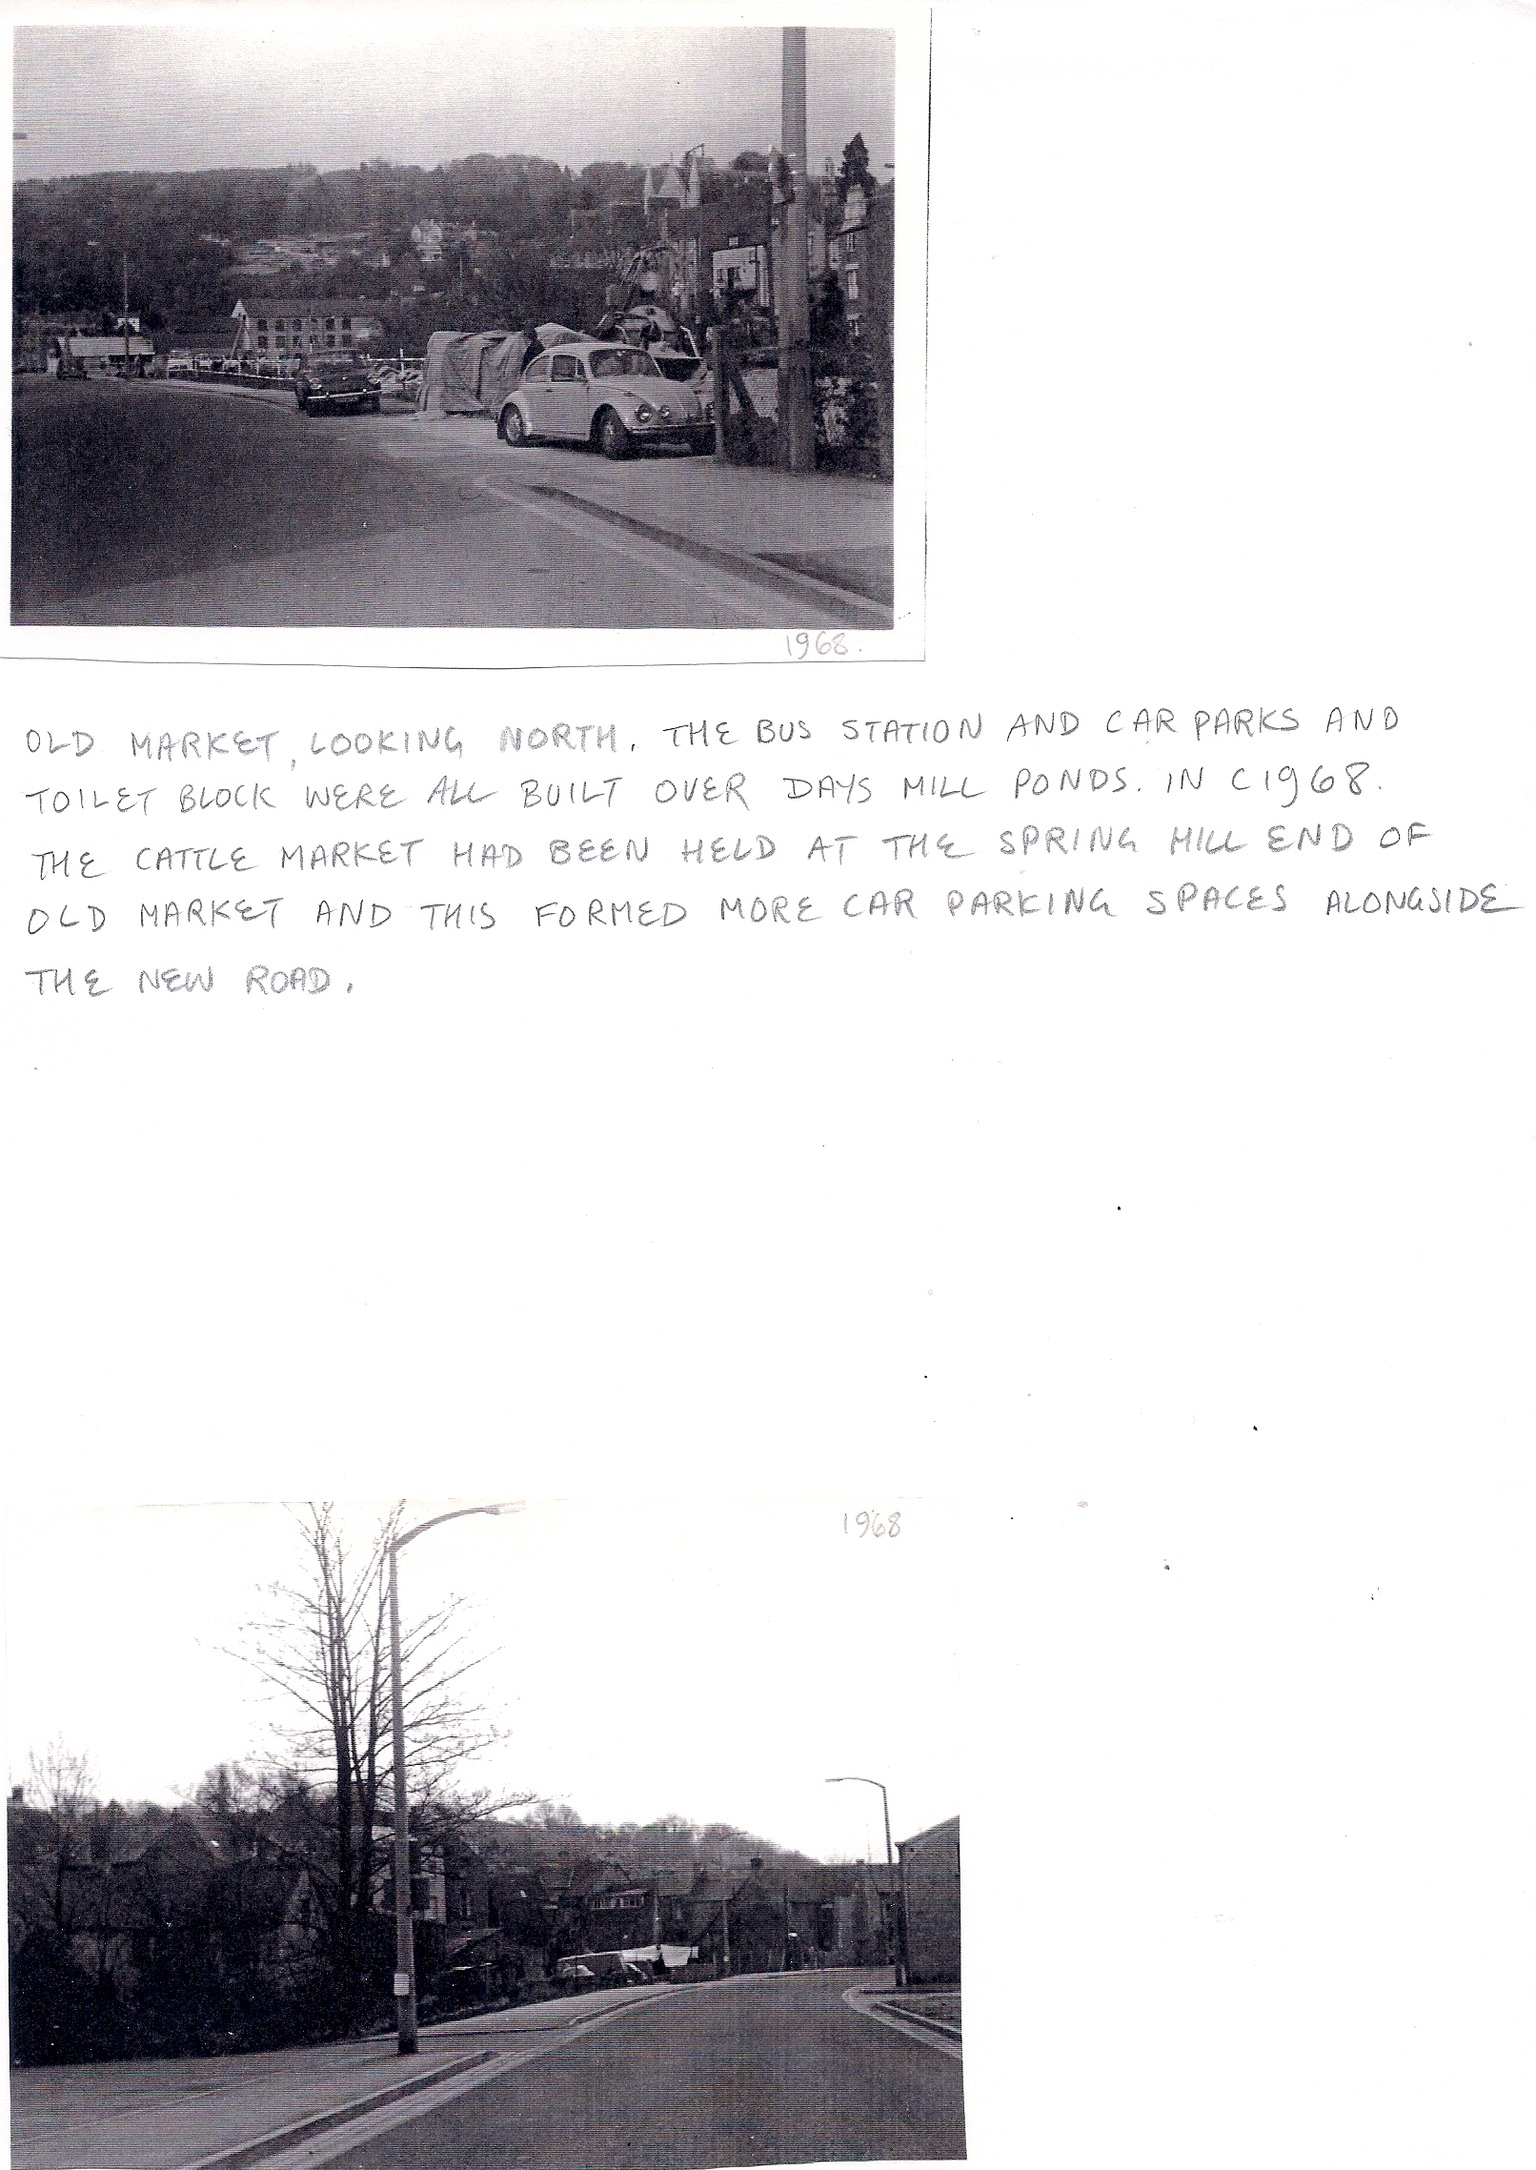 1968.
OLD MARKET, LOOKING NORTH. THE BUS STATION AND CAR PARKS AND
TOILET BLOCK WERE ALL BUILT OVER DAYS MILL PONDS. IN C1968.
THE CATTLE MARKET HAD BEEN HELD AT THE SPRING MILL END OF
OLD MARKET AND THIS FORMED MORE CAR PARKING SPACES ALONGSIDE
THE NEW ROAD.
1968